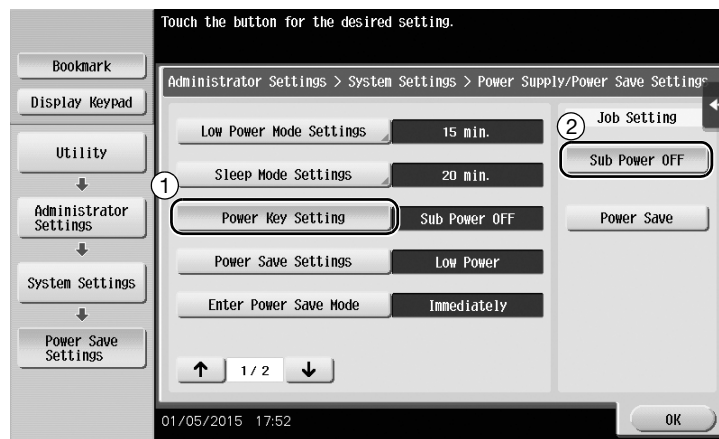 Touch the button for the desired setting.
Bookmark
Display Keypad
Utility
Administrator
Settings
System Settings
Power Save
Settings
Administrator Settings > System Settings > Power Supply/Power Save Settings
Low Power Mode Settings 15 min.
Sleep Mode Settings 20 min.
1
Power Key Setting Sub Power OFF
Power Save Settings Low Power
Enter Power Save Mode Immediately
↑ 1/ 2 ↓
Job Setting
2
Sub Power OFF
Power Save
01/05/2015 17:52
OK